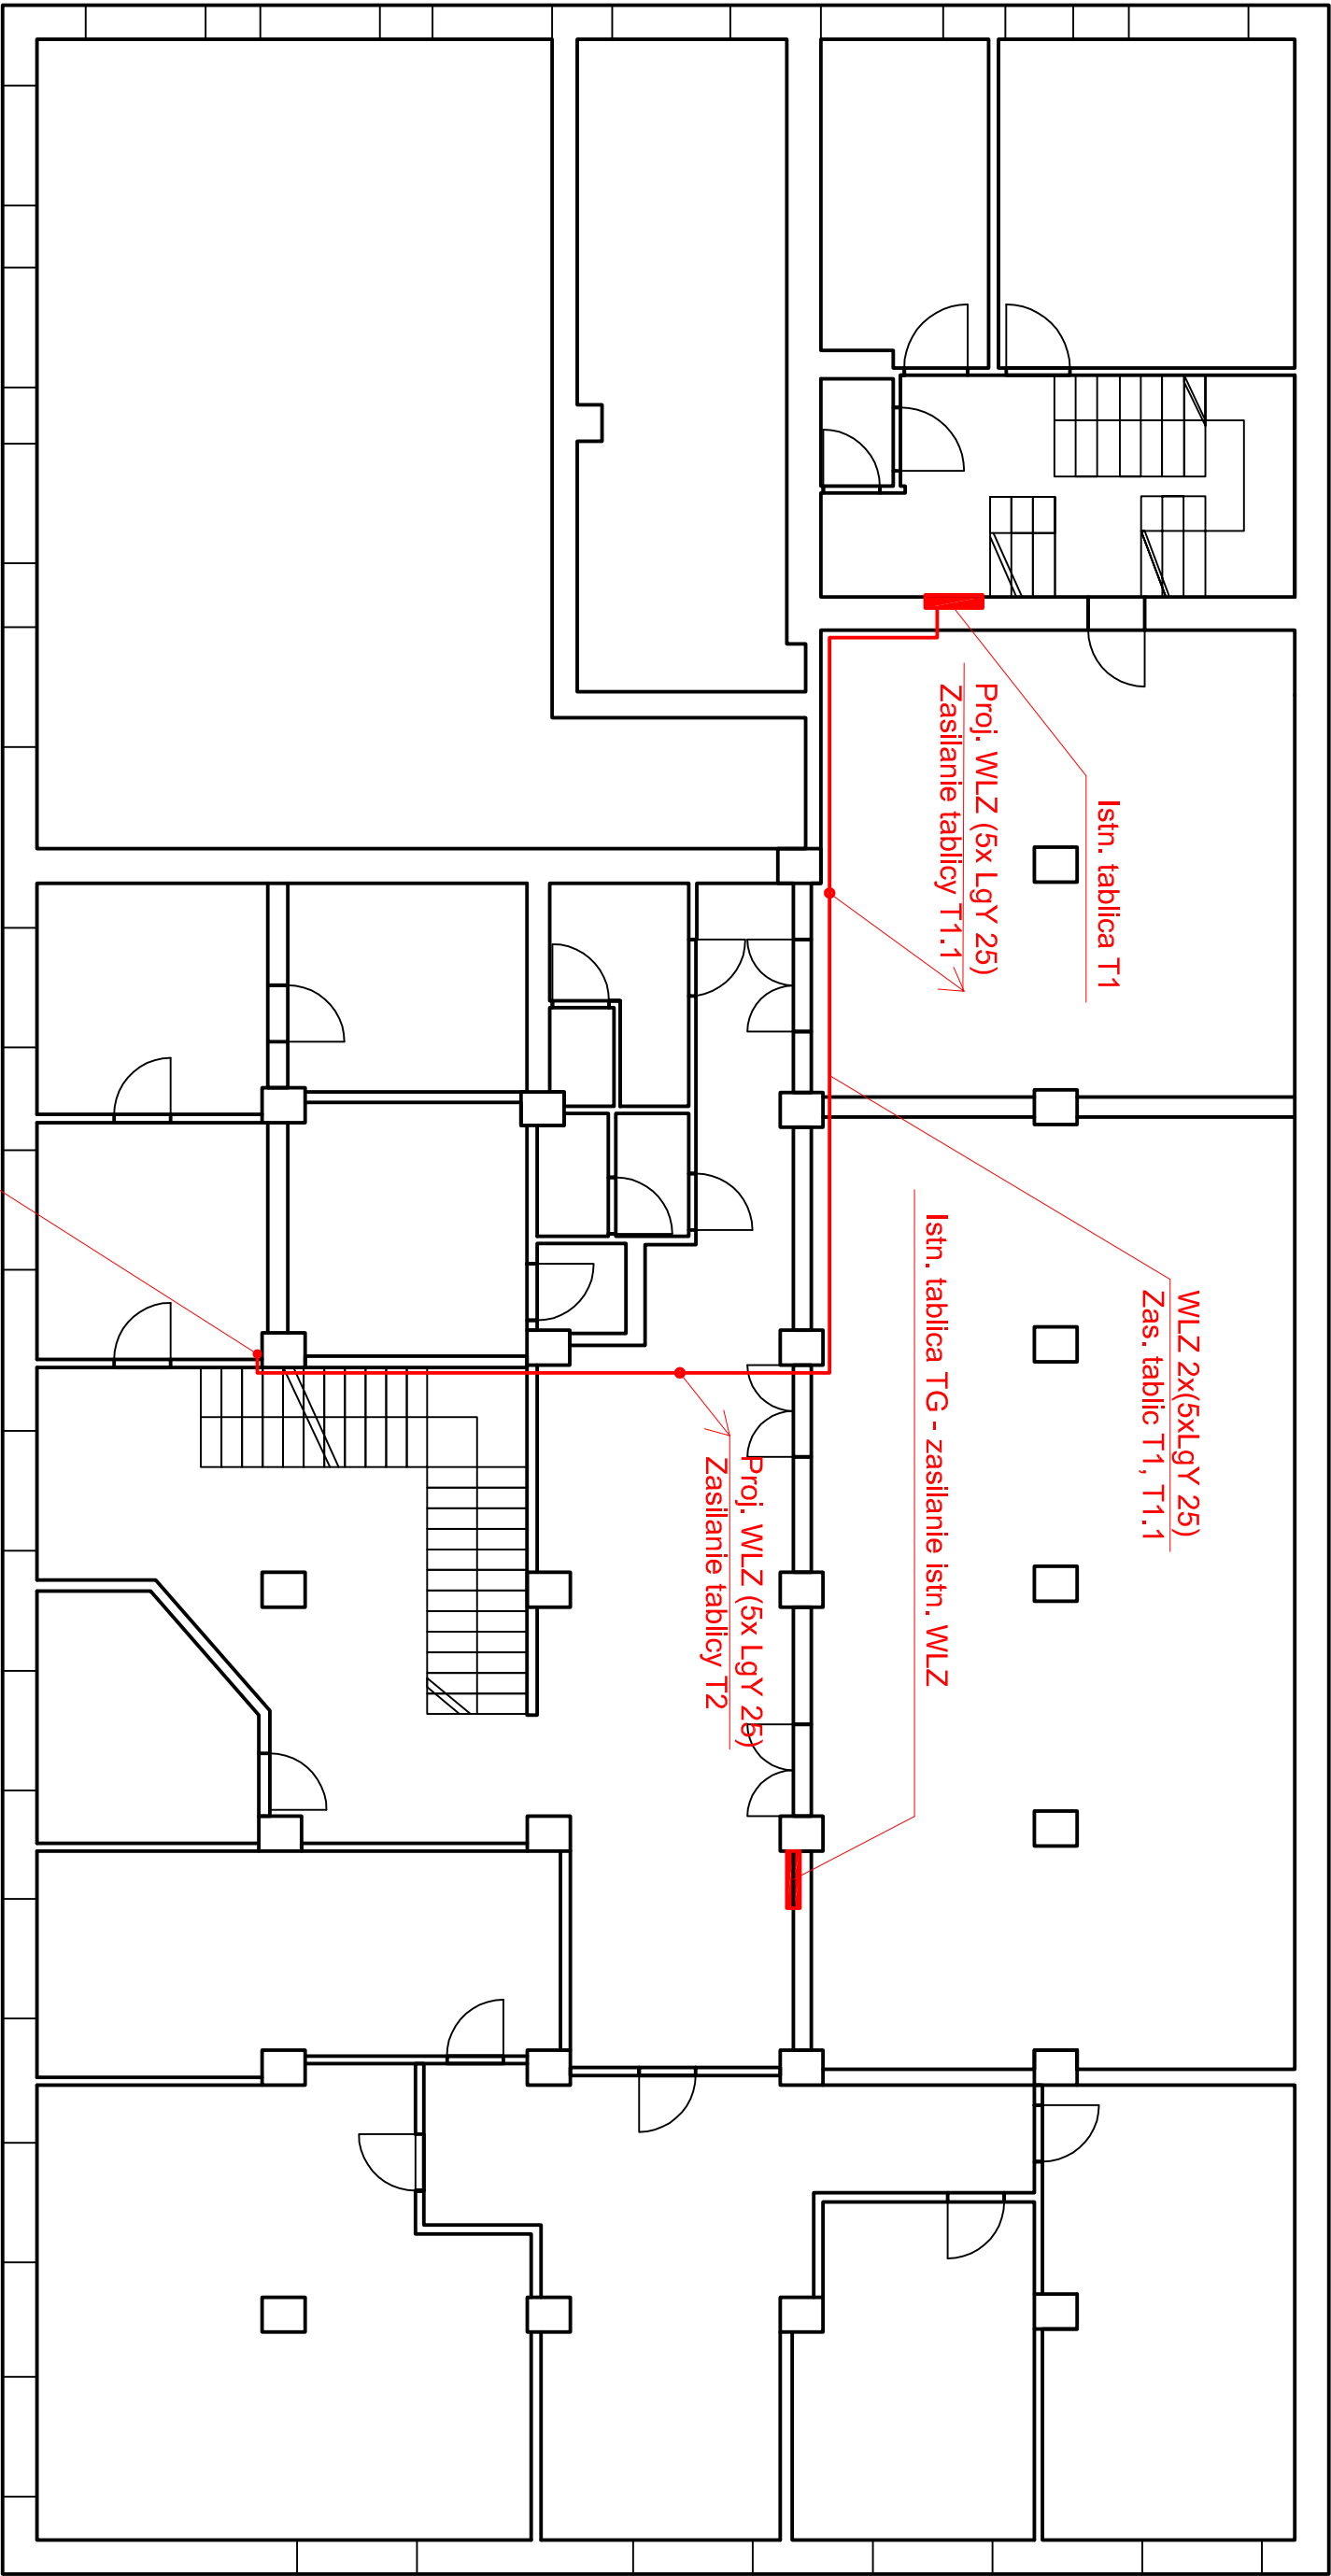 Istn. tablica T1
Proj. WLZ (5x LgY 25)
Zasilanie tablicy T1.1
WLZ 2x(5xLgY 25)
Zas. tablic T1, T1.1
Istn. tablica TG - zasilanie istn. WLZ
Proj. WLZ (5x LgY 25)
Zasilanie tablicy T2